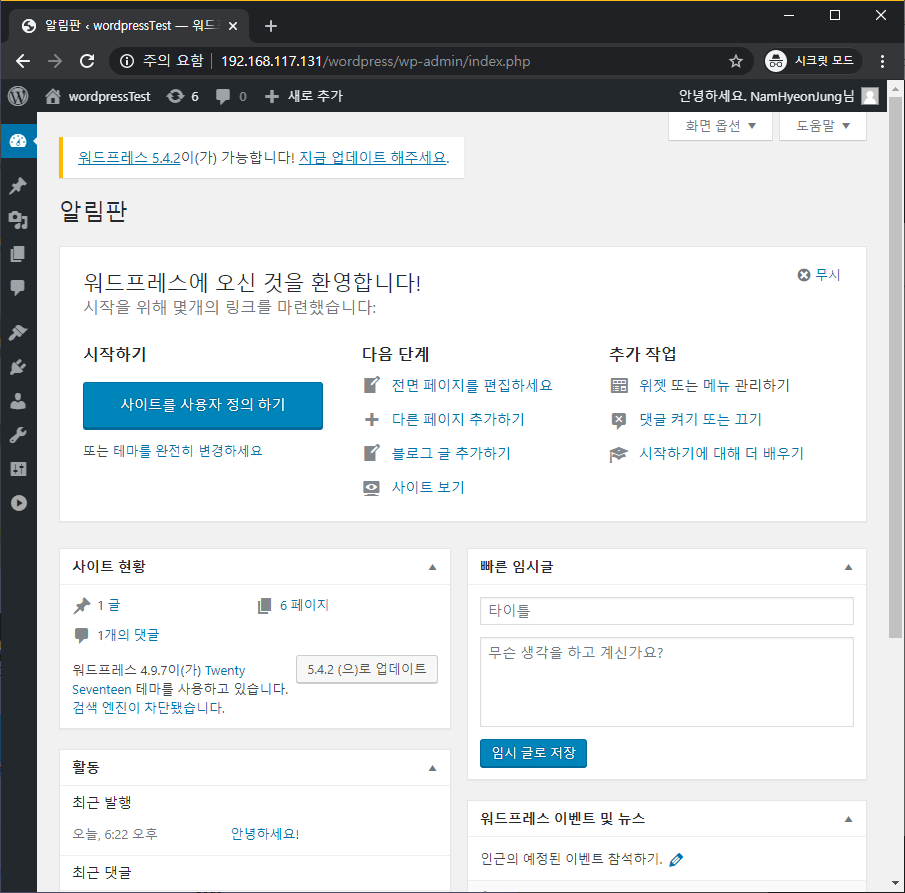 알림판 ‹ wordpressTest — 워드
주의 요함 192.168.117.131/wordpress/wp-admin/index.php 시크릿 모드
wordpressTest 6 0 새로 추가 안녕하세요. NamHyeonJung님
화면 옵션 도움말
워드프레스 5.4.2이(가) 가능합니다! 지금 업데이트 해주세요.
알림판
워드프레스에 오신 것을 환영합니다!
무시
시작을 위해 몇개의 링크를 마련했습니다:
시작하기
사이트를 사용자 정의 하기
또는 테마를 완전히 변경하세요
다음 단계
전면 페이지를 편집하세요
다른 페이지 추가하기
블로그 글 추가하기
사이트 보기
추가 작업
위젯 또는 메뉴 관리하기
댓글 켜기 또는 끄기
시작하기에 대해 더 배우기
사이트 현황
1 글 6 페이지
1개의 댓글
워드프레스 4.9.7이(가) Twenty
Seventeen 테마를 사용하고 있습니다.
5.4.2 (으)로 업데이트
검색 엔진이 차단됐습니다.
활동
최근 발행
오늘, 6:22 오후 안녕하세요!
최근 댓글
빠른 임시글
타이틀
무슨 생각을 하고 계신가요?
임시 글로 저장
워드프레스 이벤트 및 뉴스
인근의 예정된 이벤트 참석하기.